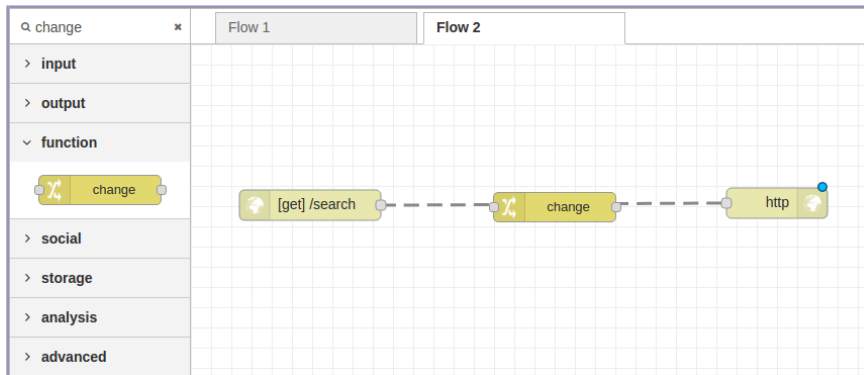 change
Flow 1
Flow 2
input
output
function
change
[get] /search
change
http
social
storage
analysis
advanced